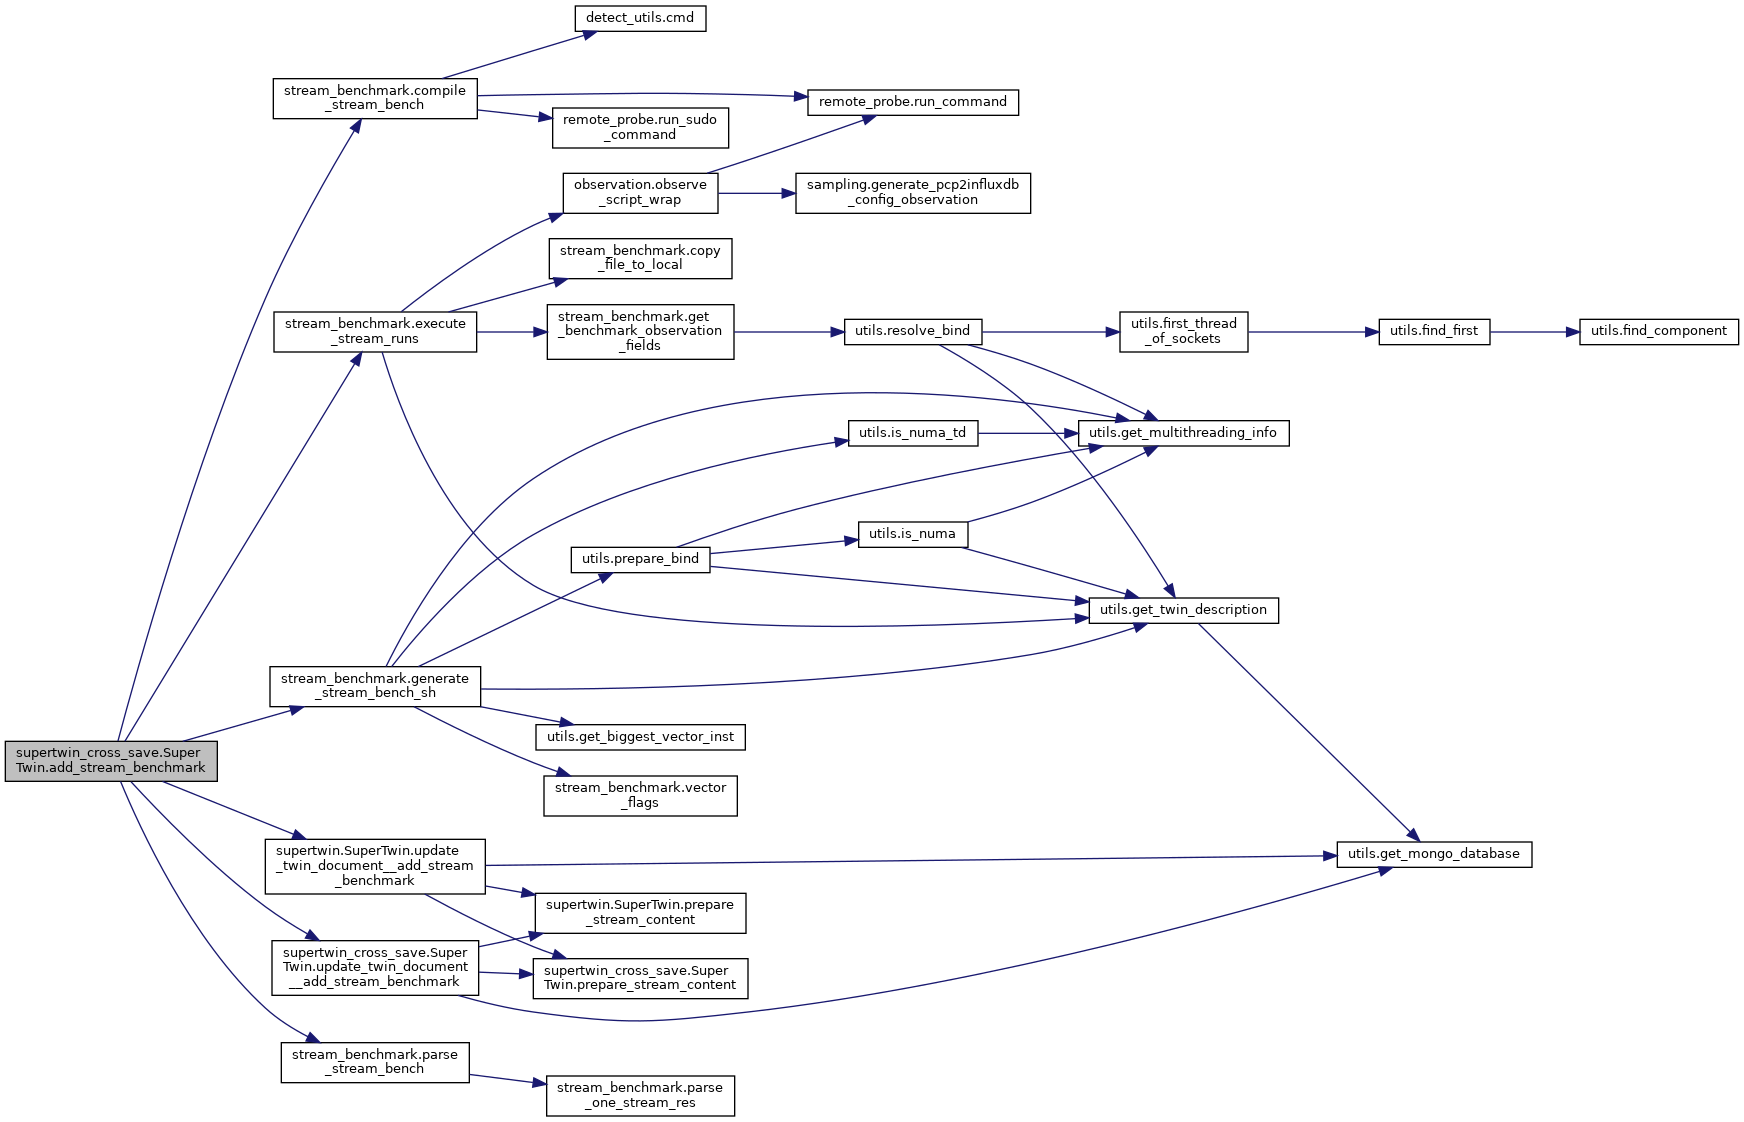 detect_utils.cmd
stream_benchmark.compile
_stream_bench
remote_probe.run_command
remote_probe.run_sudo
_command
observation.observe
_script_wrap
sampling.generate_pcp2influxdb
_config_observation
stream_benchmark.copy
_file_to_local
stream_benchmark.execute
_stream_runs
stream_benchmark.get
_benchmark_observation
_fields
utils.resolve_bind
utils.first_thread
_of_sockets
utils.find_first
utils.find_component
utils.is_numa_td
utils.get_multithreading_info
utils.is_numa
utils.prepare_bind
utils.get_twin_description
stream_benchmark.generate
_stream_bench_sh
utils.get_biggest_vector_inst
supertwin_cross_save.Super
Twin.add_stream_benchmark
stream_benchmark.vector
_flags
supertwin.SuperTwin.update
_twin_document__add_stream
_benchmark
utils.get_mongo_database
supertwin.SuperTwin.prepare
_stream_content
supertwin_cross_save.Super
Twin.update_twin_document
__add_stream_benchmark
supertwin_cross_save.Super
Twin.prepare_stream_content
stream_benchmark.parse
_stream_bench
stream_benchmark.parse
_one_stream_res